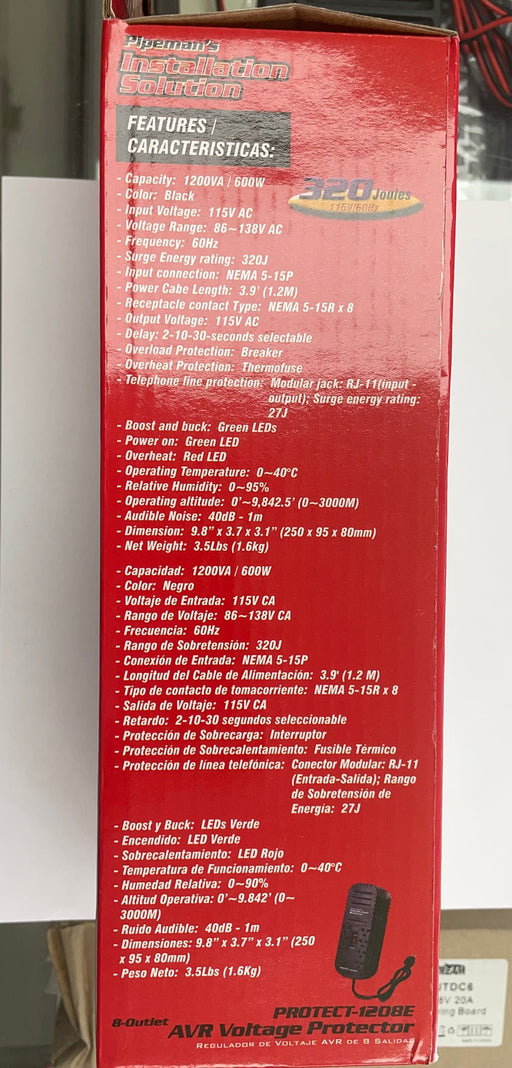 Pipeman's
Installation
Solution
FEATURES /
CARACTERISTICAS:
- Capacity: 1200VA / 600W
320 Joules
115V/60Hz
- Color: Black
- Input Voltage: 115V AC
- Voltage Range: 86~138V AC
- Frequency: 60Hz
- Surge Energy rating: 320J
- Input connection: NEMA 5-15P
- Power Cabe Length: 3.9' (1.2M)
- Receptacle contact Type: NEMA 5-15R x 8
- Output Voltage: 115V AC
- Delay: 2-10-30-seconds selectable
- Overload Protection: Breaker
- Overheat Protection: Thermofuse
- Telephone fine protection: Modular jack: RJ-11(input -
output); Surge energy rating:
27J
- Boost and buck: Green LEDs
- Power on: Green LED
- Overheat: Red LED
- Operating Temperature: 0~40°C
- Relative Humidity: 0~95%
- Operating altitude: 0'~9,842.5' (0~3000M)
- Audible Noise: 40dB - 1m
- Dimension: 9.8" x 3.7 x 3.1" (250 x 95 x 80mm)
- Net Weight: 3.5Lbs (1.6kg)
- Capacidad: 1200VA / 600W
- Color: Negro
- Voltaje de Entrada: 115V CA
- Rango de Voltaje: 86~138V CA
- Frecuencia: 60Hz
- Rango de Sobretensión: 320J
- Conexión de Entrada: NEMA 5-15P
- Longitud del Cable de Alimentación: 3.9' (1.2 M)
- Tipo de contacto de tomacorriente: NEMA 5-15R x 8
- Salida de Voltaje: 115V CA
- Retardo: 2-10-30 segundos seleccionable
- Protección de Sobrecarga: Interruptor
- Protección de Sobrecalentamiento: Fusible Térmico
- Protección de línea telefónica: Conector Modular: RJ-11
(Entrada-Salida); Rango
de Sobretensión de
Energía: 27J
- Boost y Buck: LEDs Verde
- Encendido: LED Verde
- Sobrecalentamiento: LED Rojo
- Temperatura de Funcionamiento: 0~40°C
- Humedad Relativa: 0~90%
- Altitud Operativa: 0'~9.842' (0~
3000M)
- Ruido Audible: 40dB - 1m
- Dimensiones: 9.8" x 3.7" x 3.1" (250
x 95 x 80mm)
- Peso Neto: 3.5Lbs (1.6Kg)
PROTECT-1208E
8-Outlet AVR Voltage Protector
REGULADOR DE VOLTAJE AVR DE 8 SALIDAS
UTDC6
6V 20A
ing Board